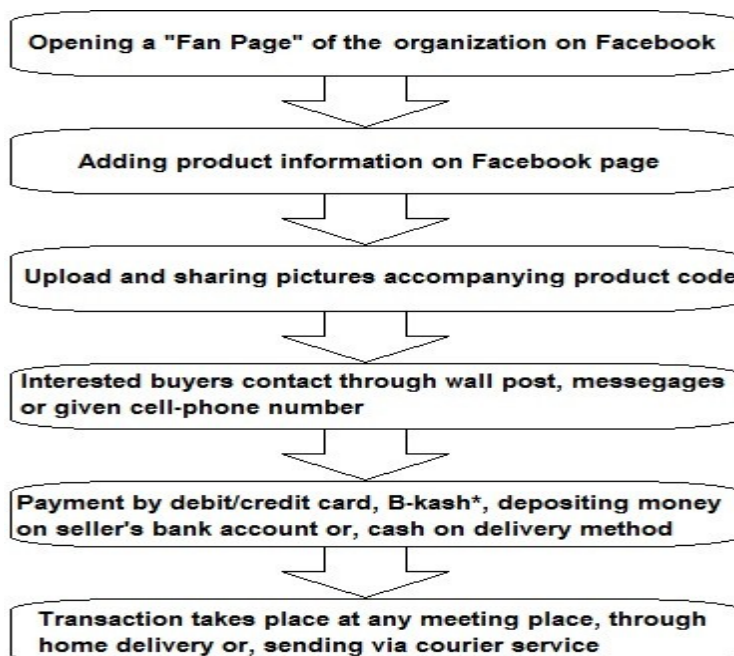 Opening a "Fan Page" of the organization on Facebook
Adding product information on Facebook page
Upload and sharing pictures accompanying product code
Interested buyers contact through wall post, messegages
or given cell-phone number
Payment by debit/credit card, B-kash*, depositing money
on seller's bank account or, cash on delivery method
Transaction takes place at any meeting place, through
home delivery or, sending via courier service